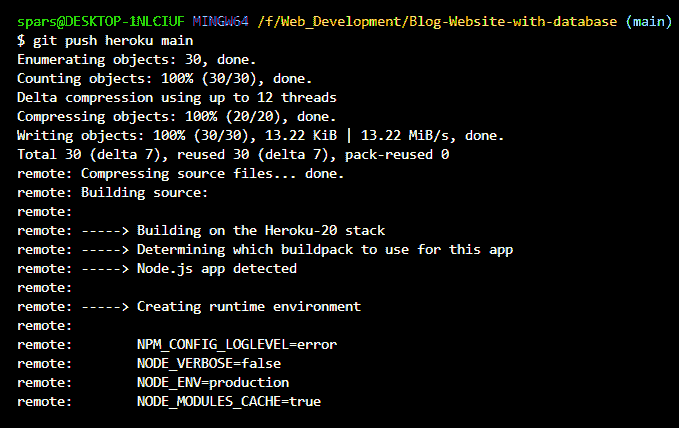 spars@DESKTOP-1NLCIUF MINGW64 /f/Web_Development/Blog-Website-with-database (main)
$ git push heroku main
Enumerating objects: 30, done.
Counting objects: 100% (30/30), done.
Delta compression using up to 12 threads
Compressing objects: 100% (20/20), done.
Writing objects: 100% (30/30), 13.22 KiB | 13.22 MiB/s, done.
Total 30 (delta 7), reused 30 (delta 7), pack-reused 0
remote: Compressing source files... done.
remote: Building source:
remote:
remote: -----> Building on the Heroku-20 stack
remote: -----> Determining which buildpack to use for this app
remote: -----> Node.js app detected
remote:
remote: -----> Creating runtime environment
remote:
remote:        NPM_CONFIG_LOGLEVEL=error
remote:        NODE_VERBOSE=false
remote:        NODE_ENV=production
remote:        NODE_MODULES_CACHE=true